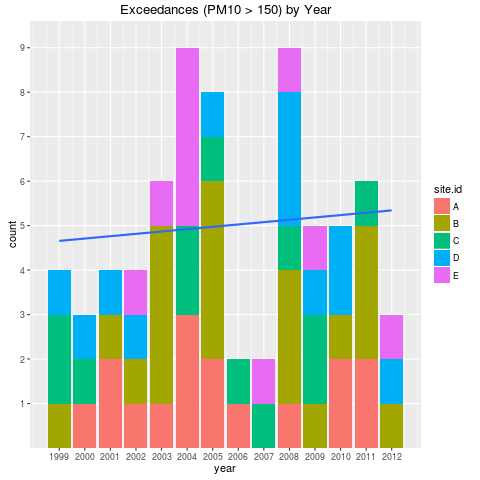 Exceedances (PM10 > 150) by Year
count
9
8
7
6
5
4
3
2
1
1999 2000 2001 2002 2003 2004 2005 2006 2007 2008 2009 2010 2011 2012
year
site.id
A
B
C
D
E